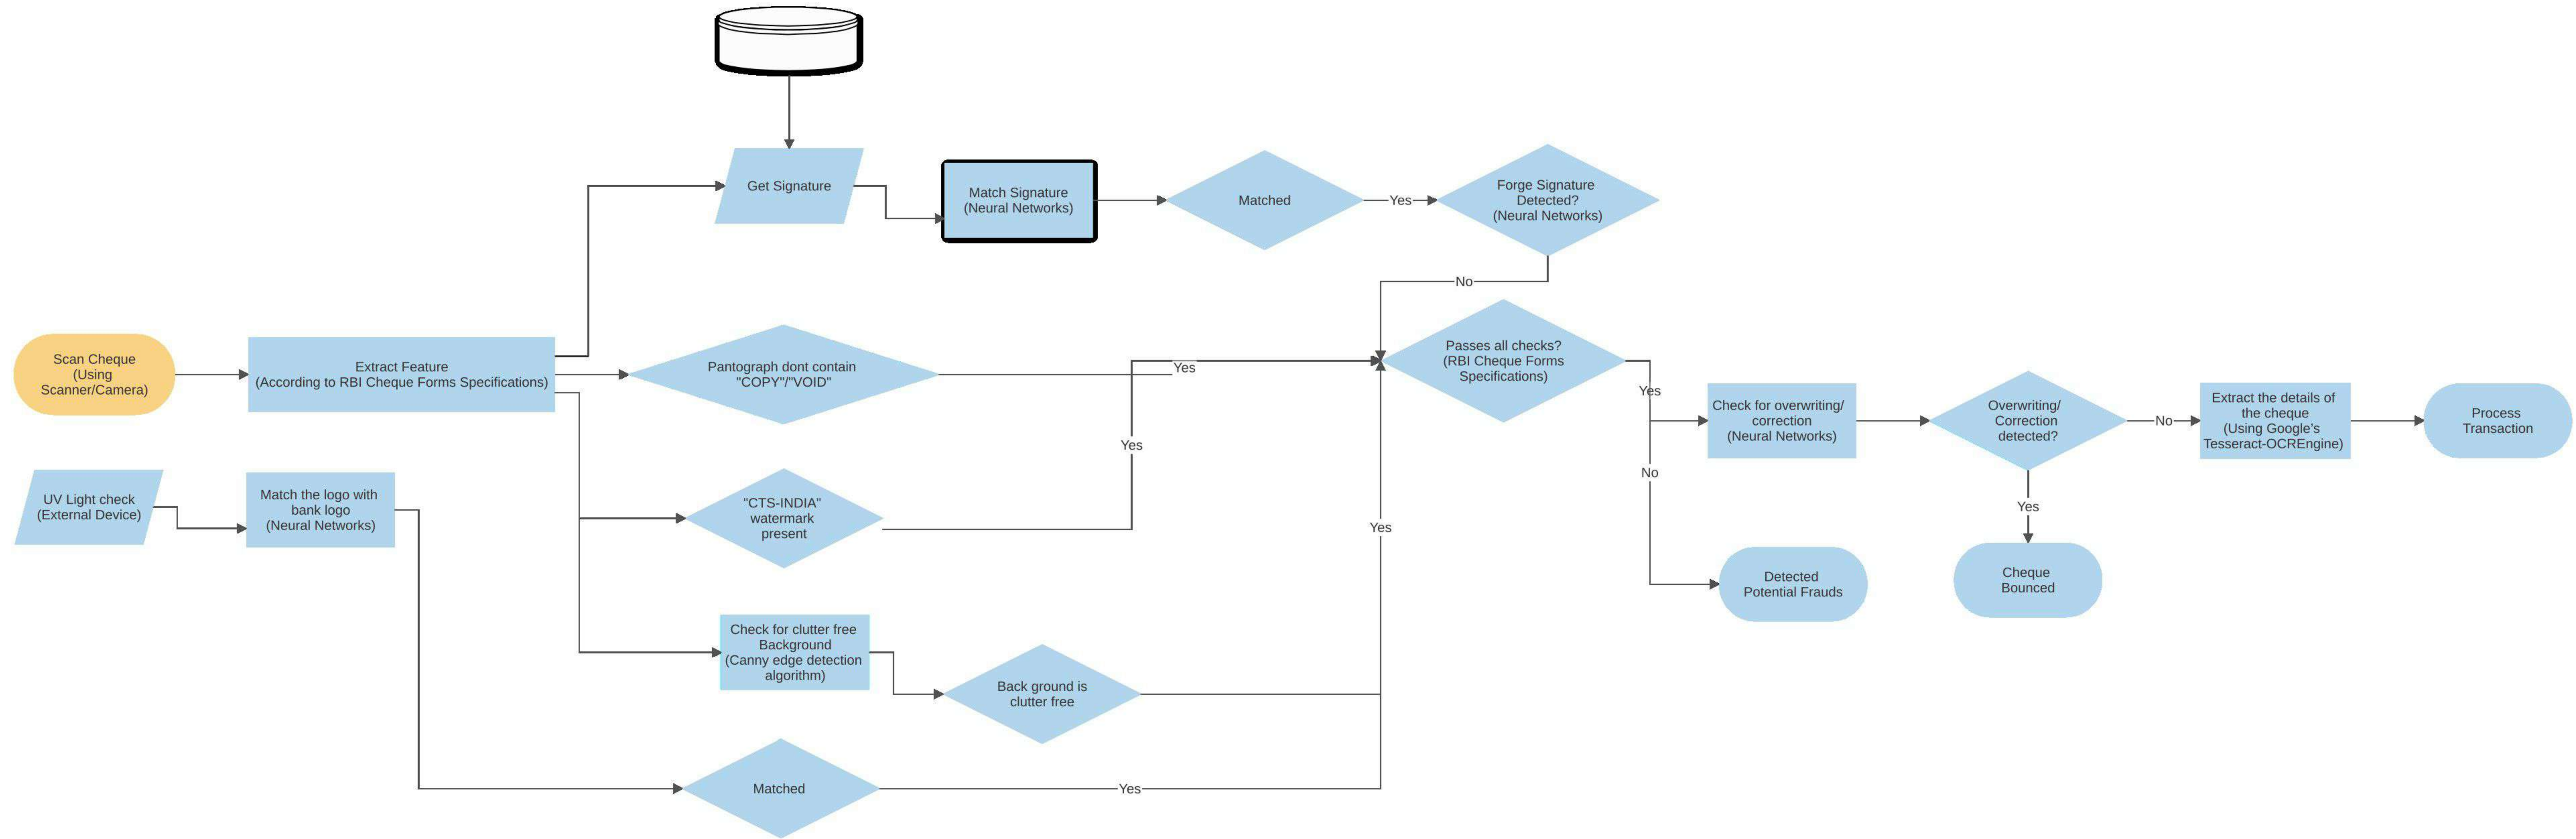 Get Signature
Match Signature
(Neural Networks)
Matched
Yes
Forge Signature
Detected?
(Neural Networks)
No
Scan Cheque
(Using
Scanner/Camera)
Extract Feature
(According to RBI Cheque Forms Specifications)
Pantograph dont contain
"COPY"/"VOID"
Yes
Passes all checks?
(RBI Cheque Forms
Specifications)
Yes
Check for overwriting/
correction
(Neural Networks)
Overwriting/
Correction
detected?
No
Extract the details of
the cheque
(Using Google's
Tesseract-OCREngine)
Process
Transaction
Yes
No
UV Light check
(External Device)
Match the logo with
bank logo
(Neural Networks)
"CTS-INDIA"
watermark
present
Yes
Yes
Detected
Potential Frauds
Cheque
Bounced
Check for clutter free
Background
(Canny edge detection
algorithm)
Back ground is
clutter free
Matched
Yes